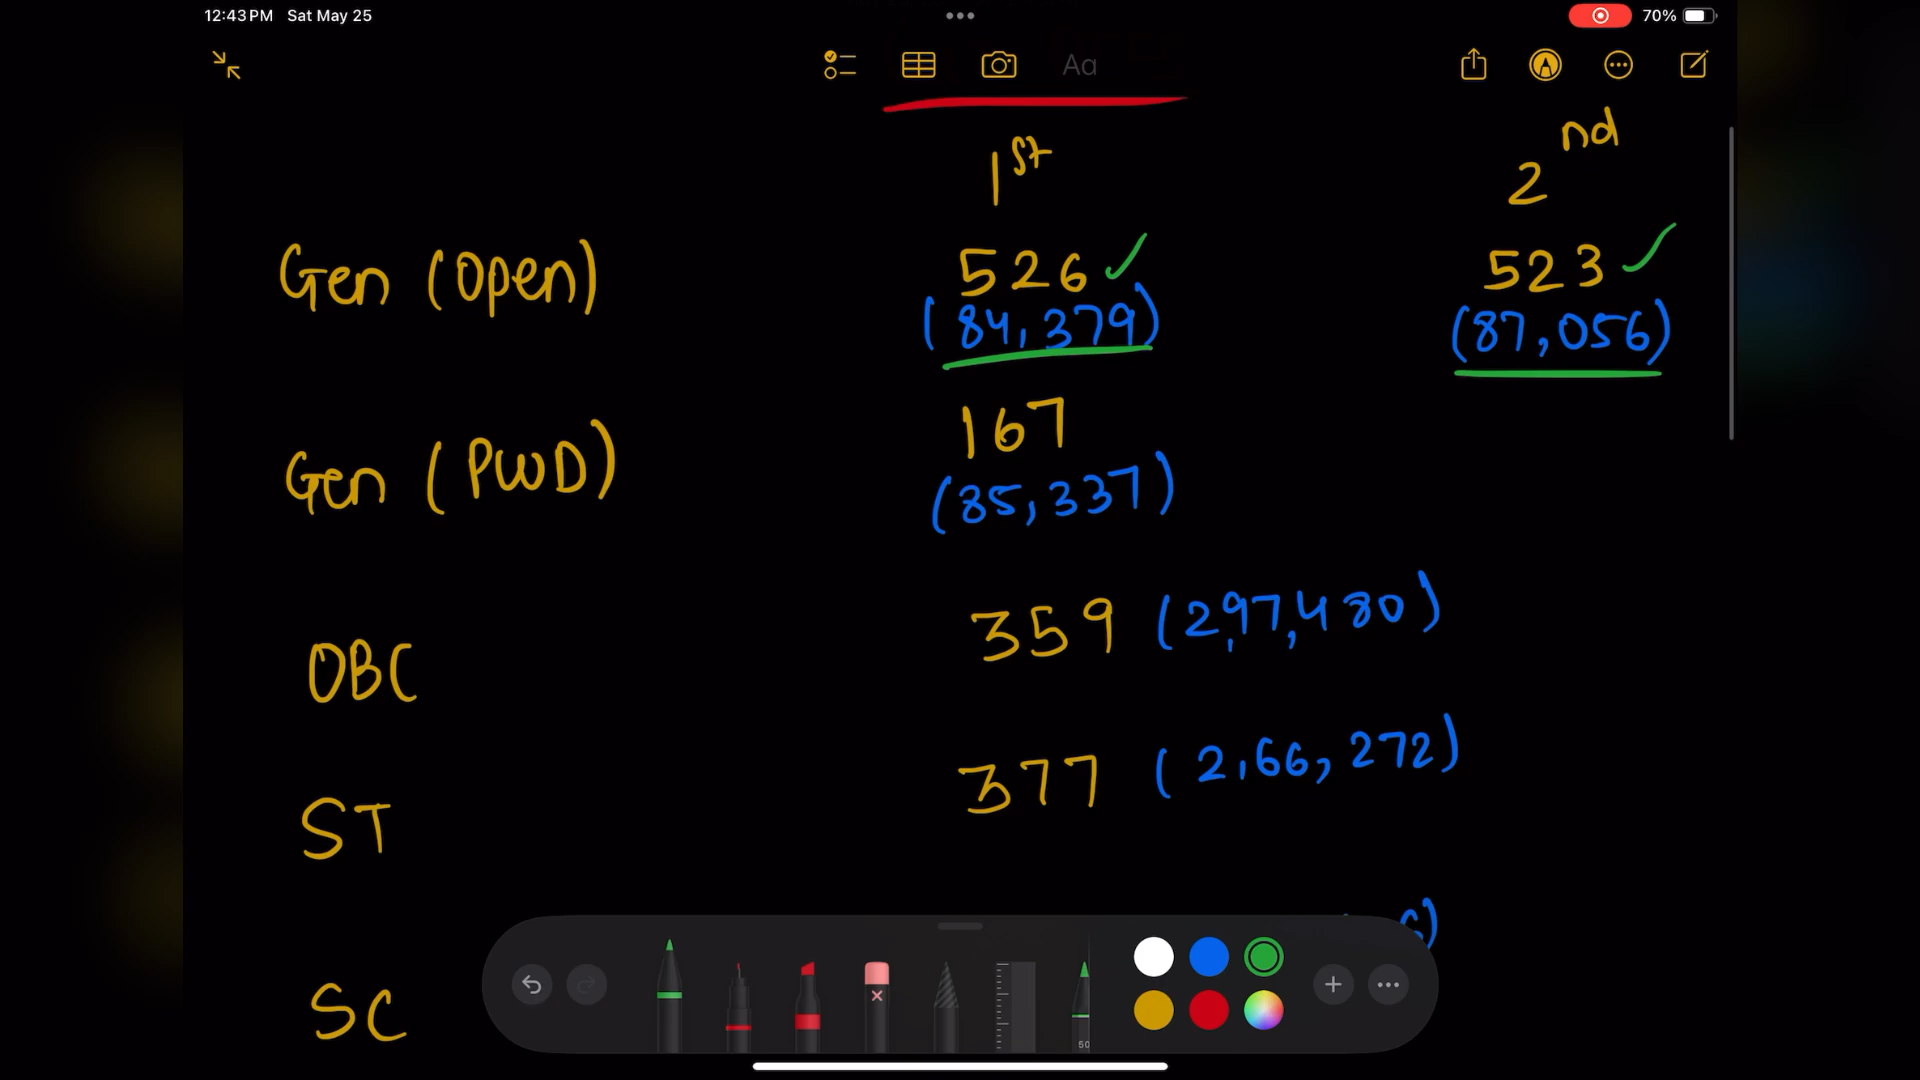 12:43 PM Sat May 25
70%
Aa
1st 2nd
Gen (Open) 526 523
(84,379) (87,056)
Gen (PWD) 167
(85,337)
OBC 359 (2,97,480)
ST 377 (2,66,272)
SC
50